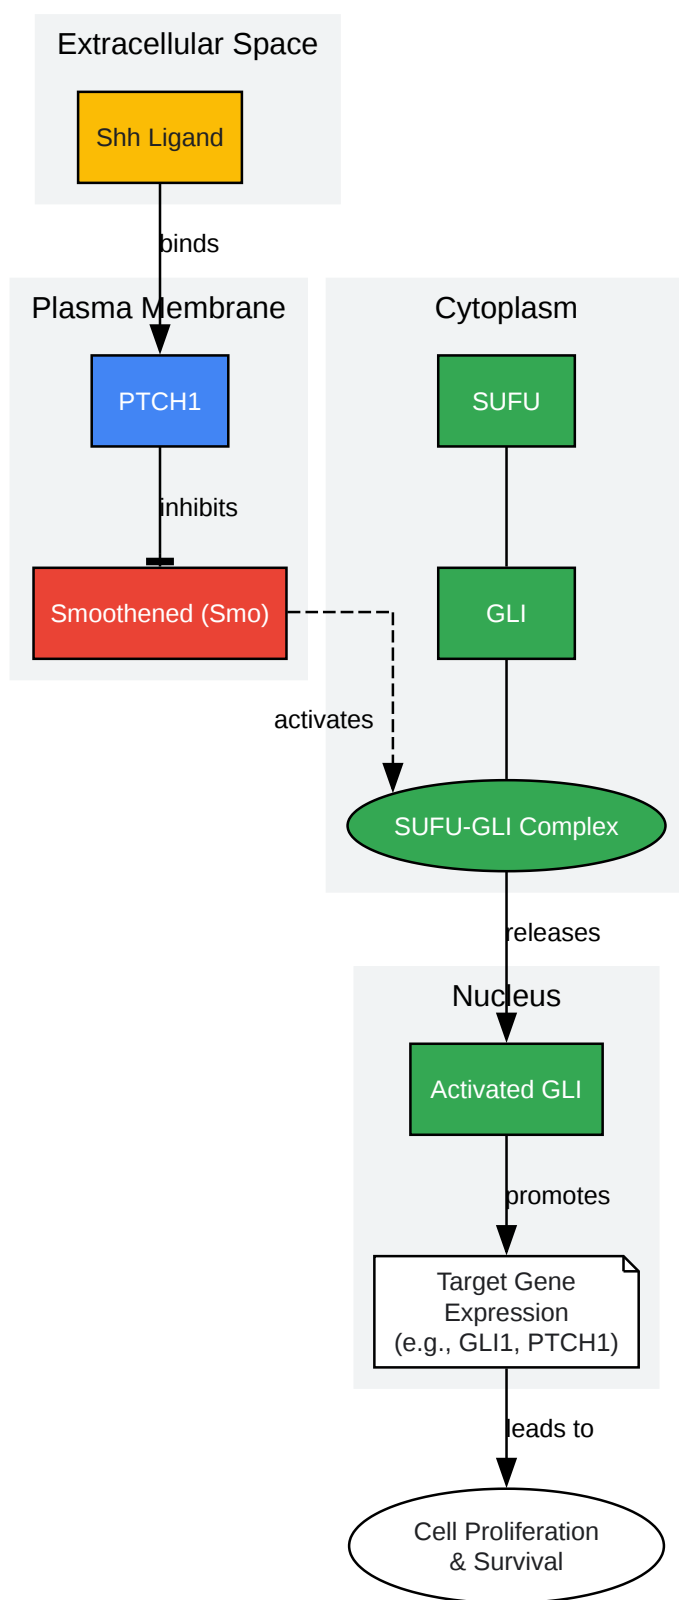 Extracellular Space
Shh Ligand
binds
Plasma Membrane
PTCH1
inhibits
Smoothened (Smo)
activates
Cytoplasm
SUFU
GLI
SUFU-GLI Complex
releases
Nucleus
Activated GLI
promotes
Target Gene
Expression
(e.g., GLI1, PTCH1)
leads to
Cell Proliferation
& Survival